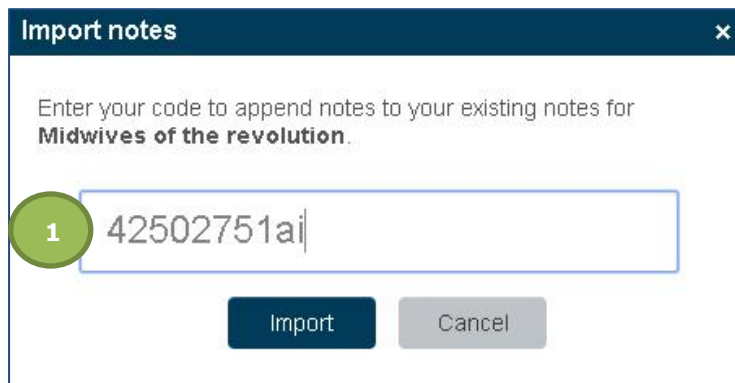 Import notes ×
Enter your code to append notes to your existing notes for
Midwives of the revolution.
1 42502751ai
Import Cancel